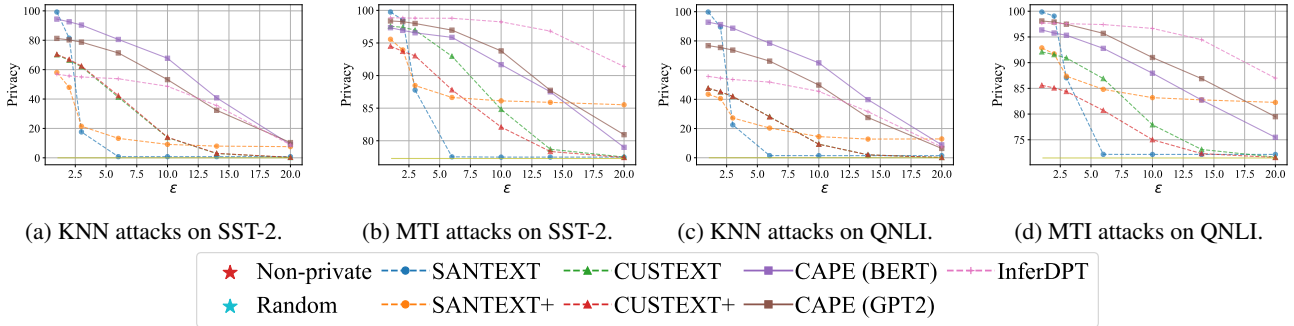 100
80
60
40
20
0
Privacy
2.5 5.0 7.5 10.0 12.5 15.0 17.5 20.0
ε
100
95
90
85
80
Privacy
2.5 5.0 7.5 10.0 12.5 15.0 17.5 20.0
ε
100
80
60
40
20
0
Privacy
2.5 5.0 7.5 10.0 12.5 15.0 17.5 20.0
ε
100
95
90
85
80
75
Privacy
2.5 5.0 7.5 10.0 12.5 15.0 17.5 20.0
ε
(a) KNN attacks on SST-2.
(b) MTI attacks on SST-2.
(c) KNN attacks on QNLI.
(d) MTI attacks on QNLI.
Non-private SANTEXT CUSTEXT CAPE (BERT) InferDPT
Random SANTEXT+ CUSTEXT+ CAPE (GPT2)